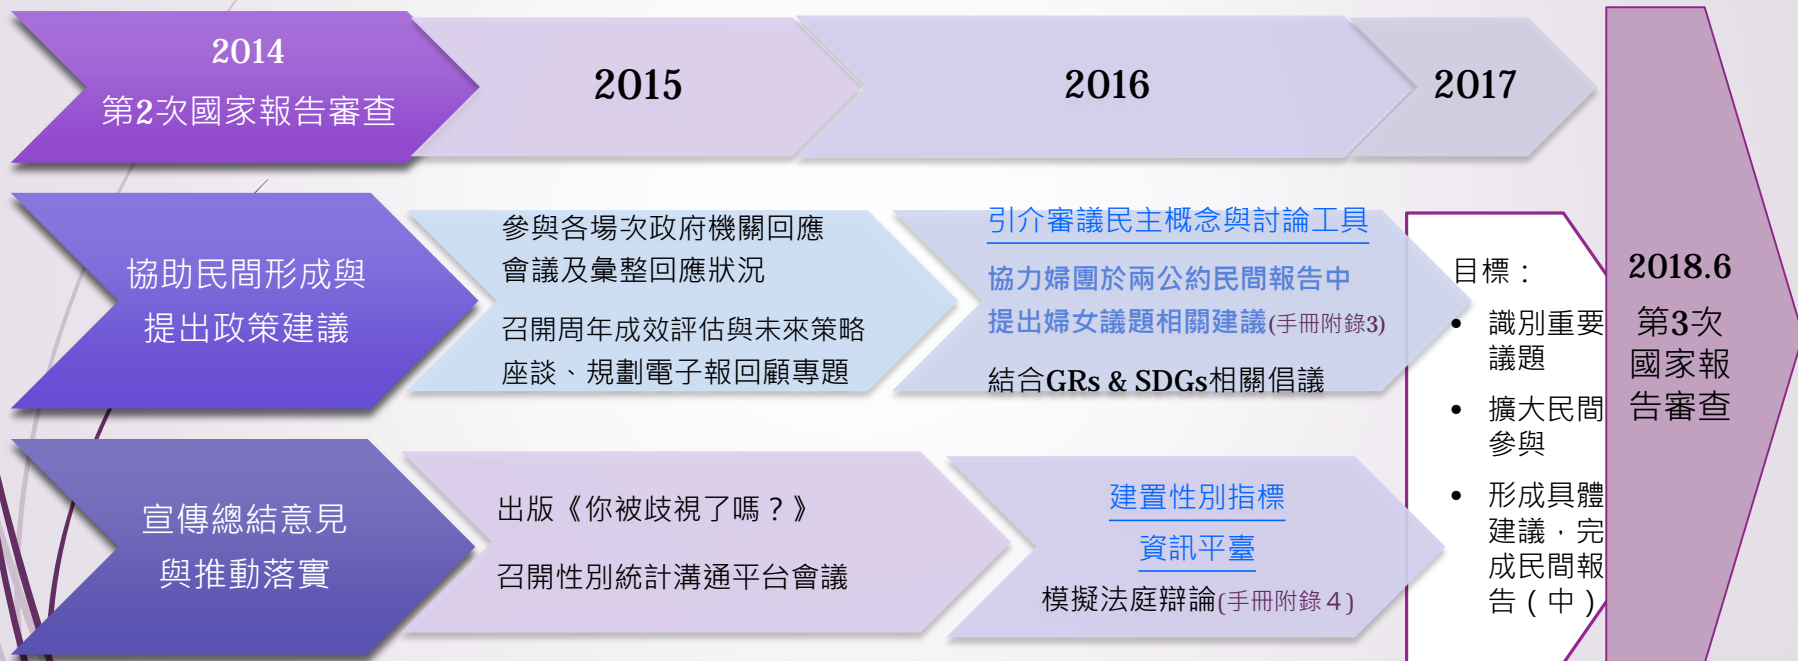 2014
第2次國家報告審查
2015
2016
2017
協助民間形成與
提出政策建議
參與各場次政府機關回應
會議及彙整回應狀況
召開周年成效評估與未來策略
座談、規劃電子報回顧專題
引介審議民主概念與討論工具
協力婦團於兩公約民間報告中
提出婦女議題相關建議(手冊附錄3)
結合GRs & SDGs相關倡議
宣傳總結意見
與推動落實
出版《你被歧視了嗎？》
召開性別統計溝通平台會議
建置性別指標
資訊平臺
模擬法庭辯論(手冊附錄４)
目標：
• 識別重要
議題
• 擴大民間
參與
• 形成具體
建議，完
成民間報
告（中）
2018.6
第3次
國家報
告審查